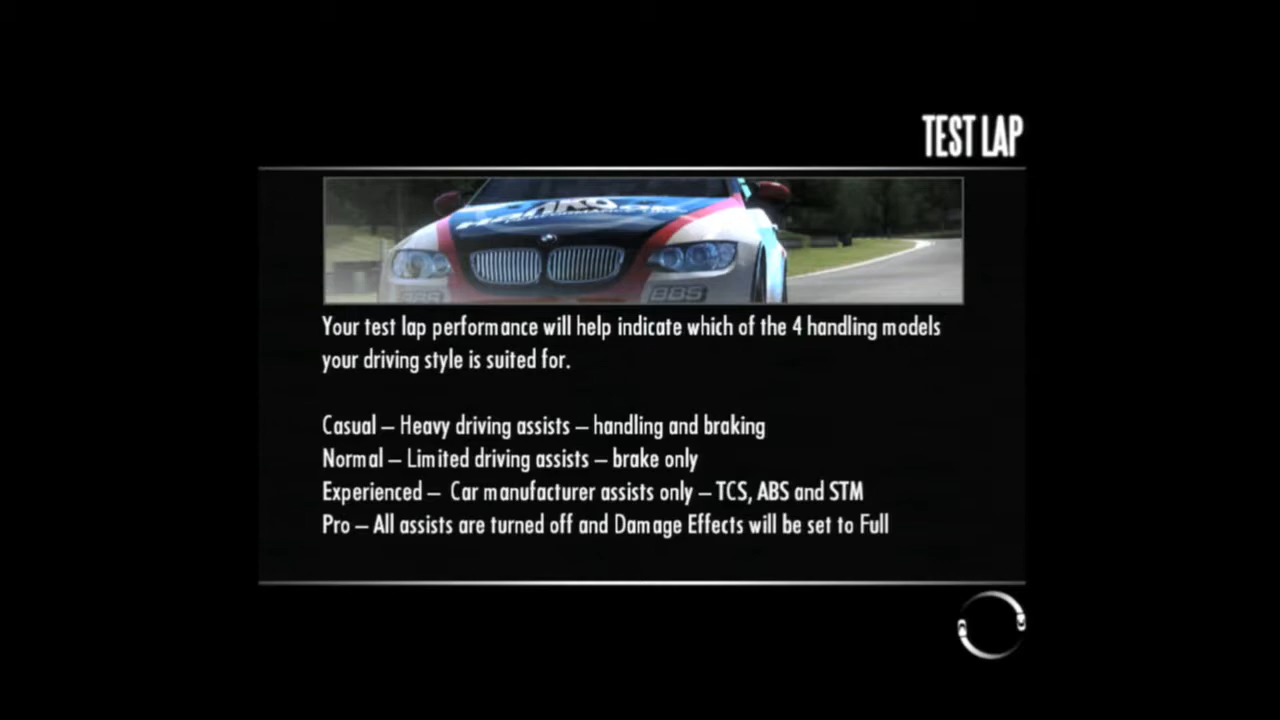 TEST LAP
BBS
BBS
Your test lap performance will help indicate which of the 4 handling models
your driving style is suited for.
Casual – Heavy driving assists – handling and braking
Normal – Limited driving assists – brake only
Experienced – Car manufacturer assists only – TCS, ABS and STM
Pro – All assists are turned off and Damage Effects will be set to Full